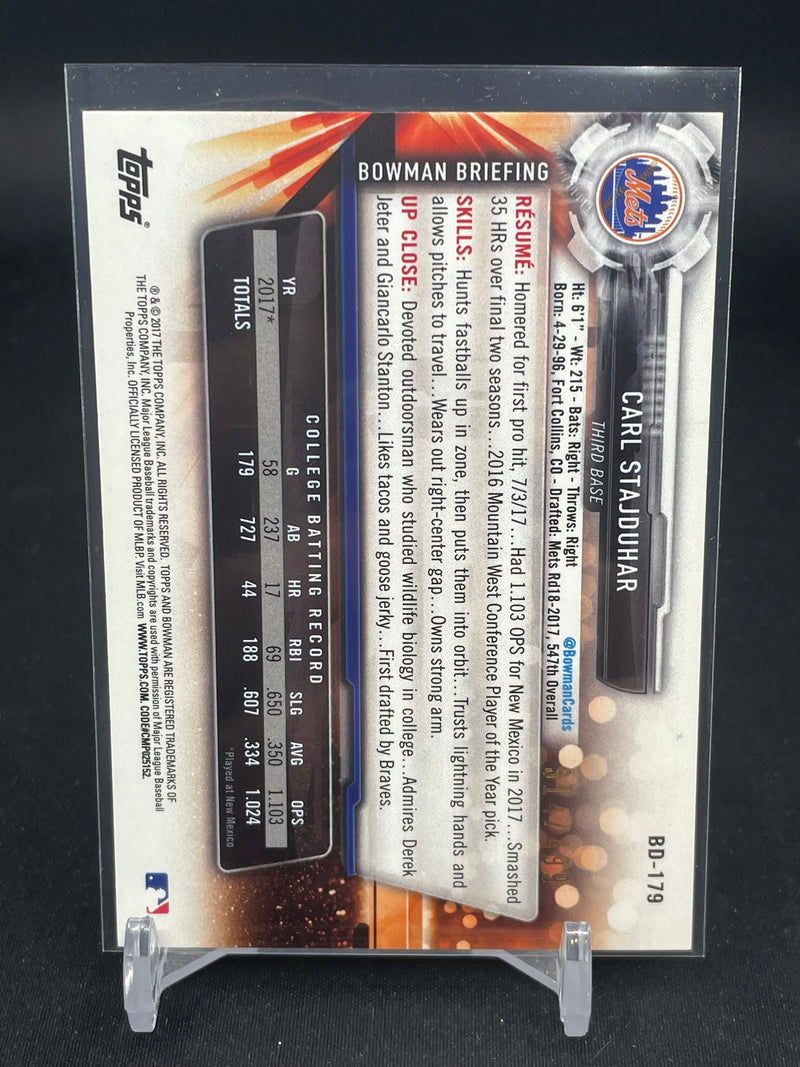 BD-179
Mets
CARL STAJDUHAR
THIRD BASE
@BowmanCards
Ht: 6'1" - Wt: 215 - Bats: Right - Throws: Right
Born: 4-29-96, Fort Collins, CO - Drafted: Mets Rd18-2017, 547th Overall
BOWMAN BRIEFING
RÉSUMÉ: Homered for first pro hit, 7/3/17...Had 1.103 OPS for New Mexico in 2017...Smashed
35 HRs over final two seasons...2016 Mountain West Conference Player of the Year pick.
SKILLS: Hunts fastballs up in zone, then puts them into orbit...Trusts lightning hands and
allows pitches to travel...Wears out right-center gap...Owns strong arm.
UP CLOSE: Devoted outdoorsman who studied wildlife biology in college...Admires Derek
Jeter and Giancarlo Stanton...Likes tacos and goose jerky...First drafted by Braves.
COLLEGE BATTING RECORD
YR G AB HR RBI SLG AVG OPS
2017* 58 237 17 69 .650 .350 1.103
TOTALS 179 727 44 188 .607 .334 1.024
*Played at New Mexico
TOPPS®
® & © 2017 THE TOPPS COMPANY, INC. ALL RIGHTS RESERVED. TOPPS AND BOWMAN ARE REGISTERED TRADEMARKS OF
THE TOPPS COMPANY, INC. Major League Baseball trademarks and copyrights are used with permission of Major League Baseball
Properties, Inc. OFFICIALLY LICENSED PRODUCT OF MLBP. Visit MLB.com WWW.TOPPS.COM. CODE#CMP025152